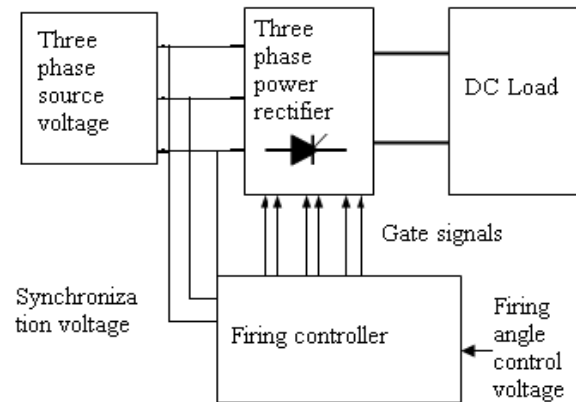 Three
phase
source
voltage
Three
phase
power
rectifier
DC Load
Gate signals
Synchroniza
tion voltage
Firing controller
Firing
angle
control
voltage